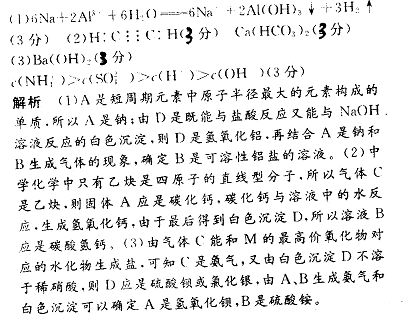 (1)6Na+2Al³⁺+6H₂O══6Na⁺+2Al(OH)₃↓+3H₂↑
(3分) (2)H:C⋮⋮C:H(3分) Ca(HCO₃)₂(3分)
(3)Ba(OH)₂(3分)
c(NH₄⁺)>c(SO₄²⁻)>c(H⁺)>c(OH⁻)(3分)
解析 (1)A是短周期元素中原子半径最大的元素构成的
单质,所以A是钠;由D是既能与盐酸反应又能与NaOH
溶液反应的白色沉淀,则D是氢氧化铝,再结合A是钠和
B生成气体的现象,确定B是可溶性铝盐的溶液。(2)中
学化学中只有乙炔是四原子的直线型分子,所以气体C
是乙炔,则固体A应是碳化钙,碳化钙与溶液中的水反
应,生成氢氧化钙,由于最后得到白色沉淀D,所以溶液B
应是碳酸氢钙。(3)由气体C能和M的最高价氧化物对
应的水化物生成盐,可知C是氨气,又由白色沉淀D不溶
于稀硝酸,则D应是硫酸钡或氯化银,由A、B生成氨气和
白色沉淀可以确定A是氢氧化钡,B是硫酸铵。